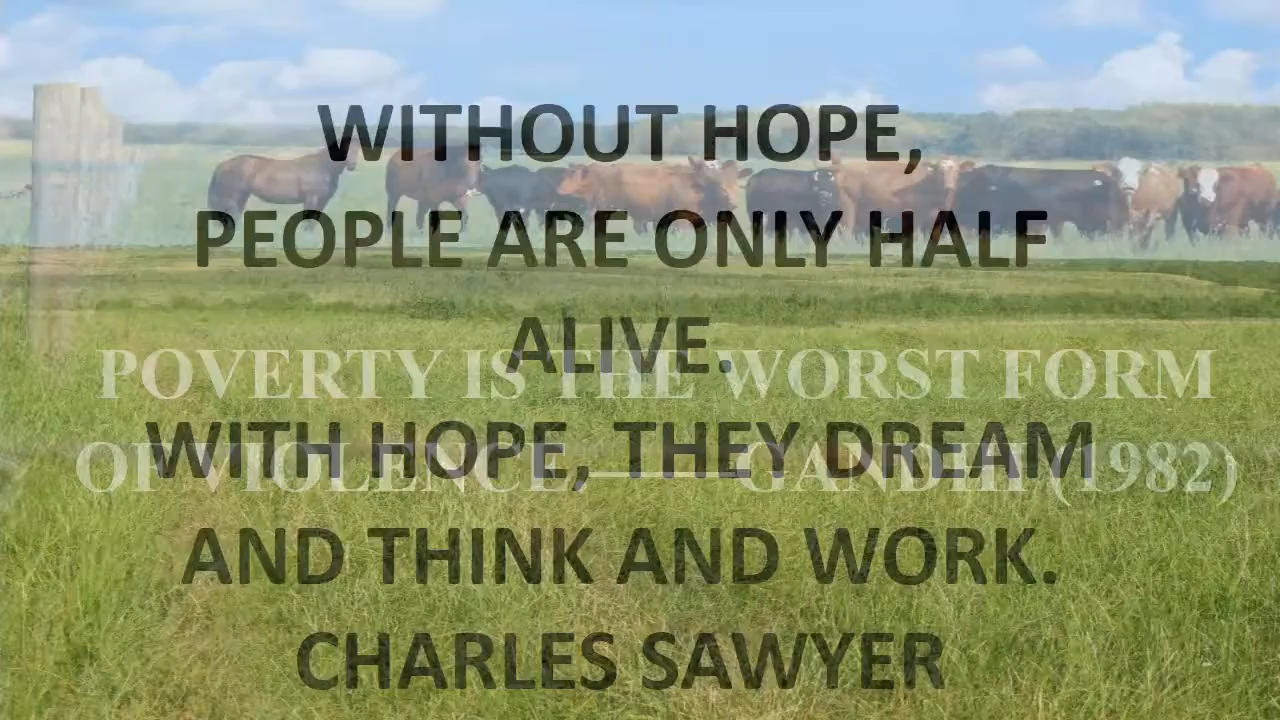 WITHOUT HOPE,
PEOPLE ARE ONLY HALF
ALIVE.
POVERTY IS THE WORST FORM
WITH HOPE, THEY DREAM
OF VIOLENCE ——— GANDHI (1982)
AND THINK AND WORK.
CHARLES SAWYER